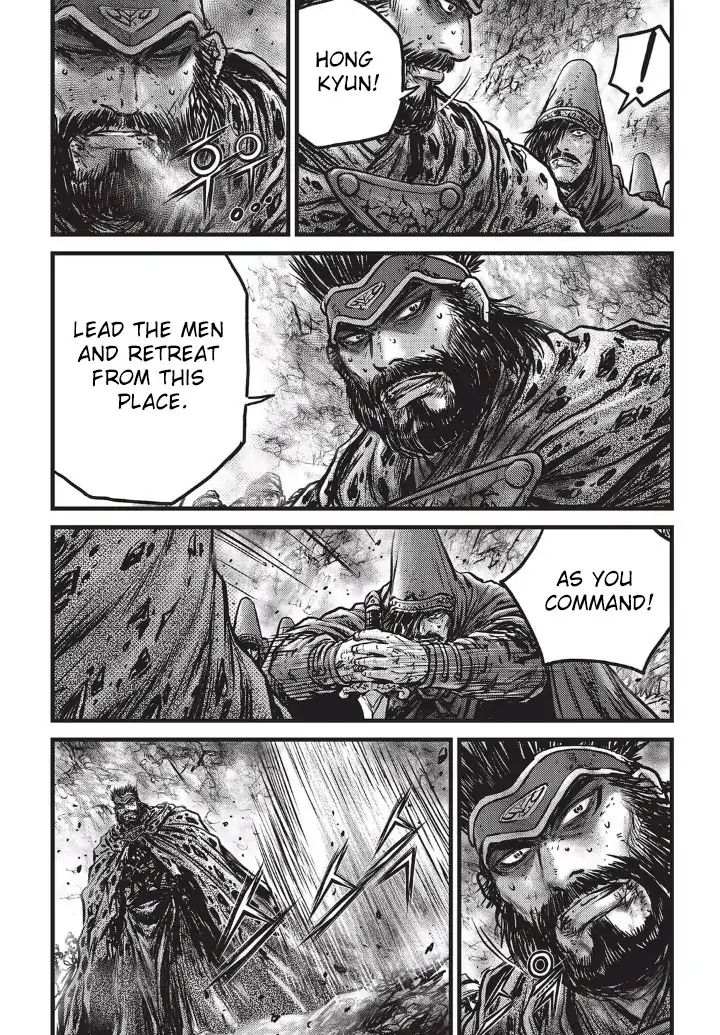 HONG
KYUN!
!
LEAD THE MEN
AND RETREAT
FROM THIS
PLACE.
AS YOU
COMMAND!